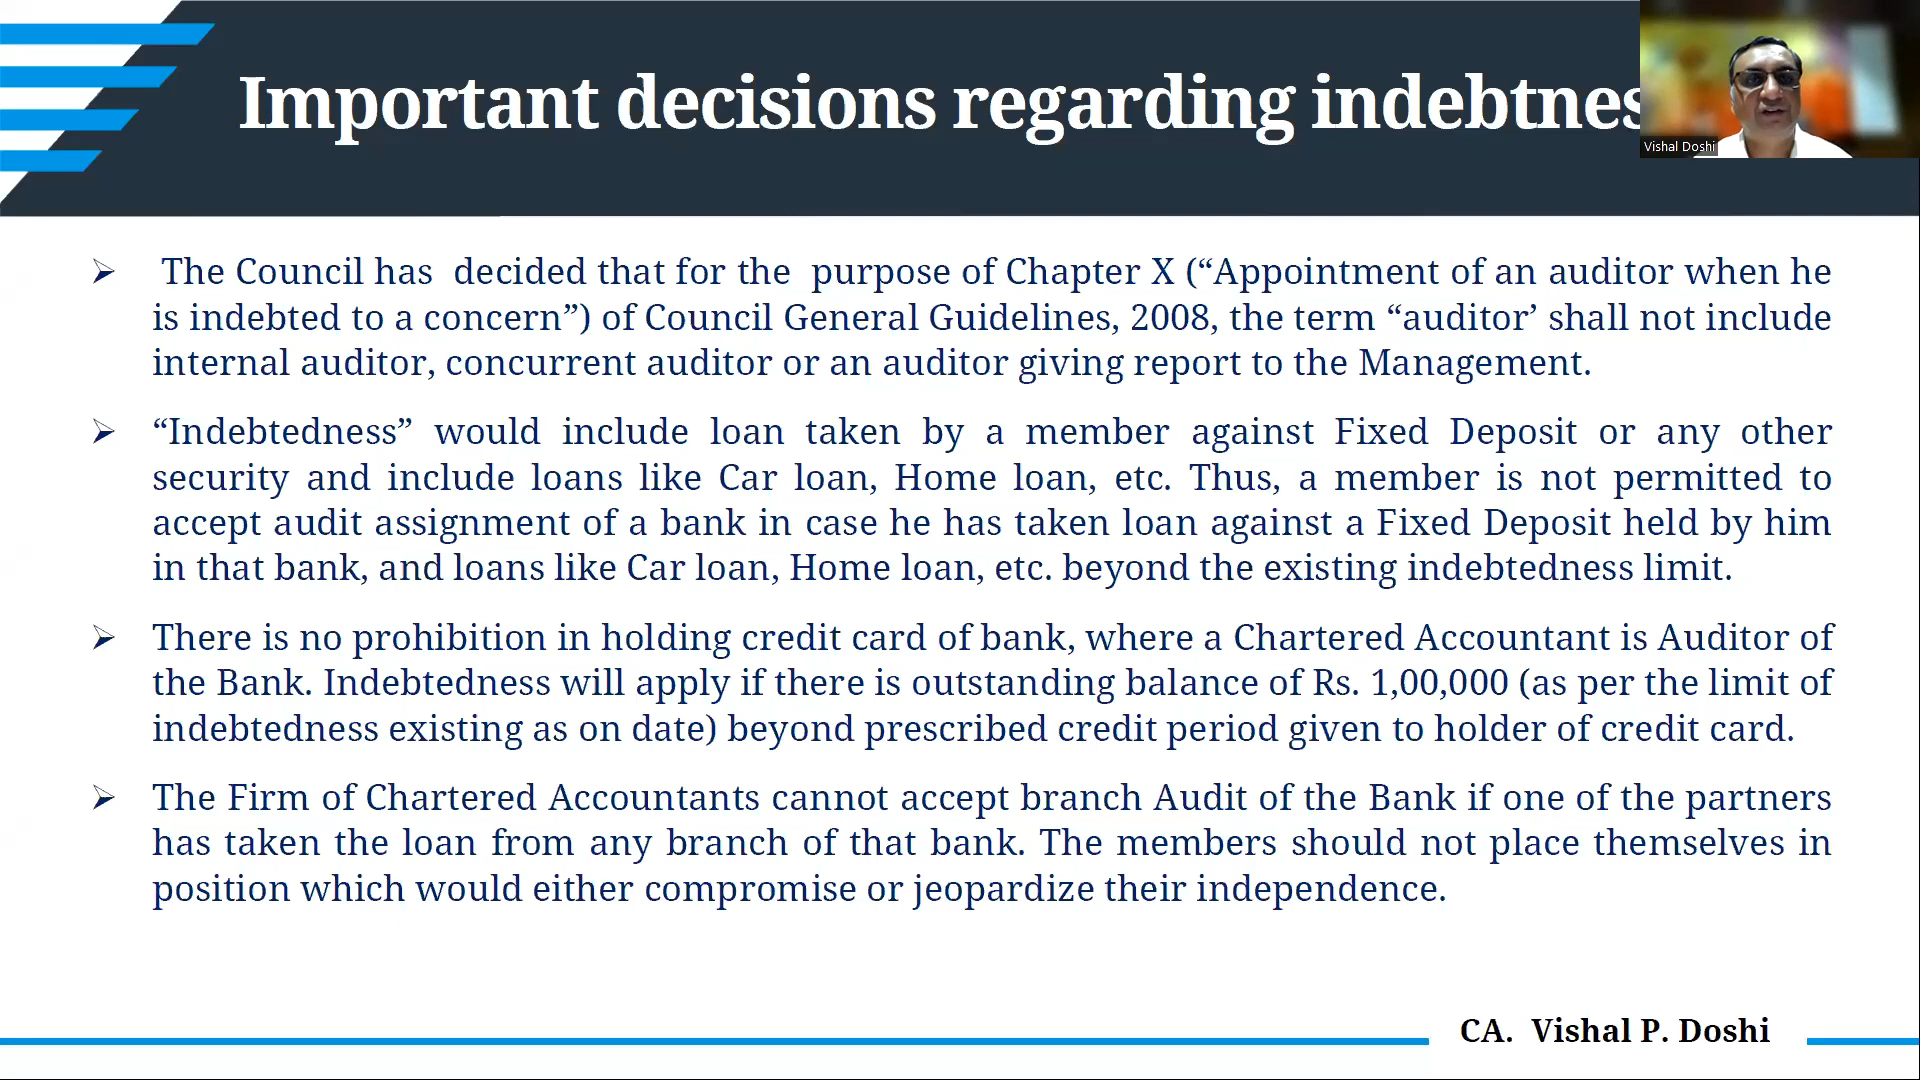 Important decisions regarding indebtnes
Vishal Doshi
➢ The Council has decided that for the purpose of Chapter X (“Appointment of an auditor when he
is indebted to a concern”) of Council General Guidelines, 2008, the term “auditor’ shall not include
internal auditor, concurrent auditor or an auditor giving report to the Management.
➢ “Indebtedness” would include loan taken by a member against Fixed Deposit or any other
security and include loans like Car loan, Home loan, etc. Thus, a member is not permitted to
accept audit assignment of a bank in case he has taken loan against a Fixed Deposit held by him
in that bank, and loans like Car loan, Home loan, etc. beyond the existing indebtedness limit.
➢ There is no prohibition in holding credit card of bank, where a Chartered Accountant is Auditor of
the Bank. Indebtedness will apply if there is outstanding balance of Rs. 1,00,000 (as per the limit of
indebtedness existing as on date) beyond prescribed credit period given to holder of credit card.
➢ The Firm of Chartered Accountants cannot accept branch Audit of the Bank if one of the partners
has taken the loan from any branch of that bank. The members should not place themselves in
position which would either compromise or jeopardize their independence.
CA. Vishal P. Doshi